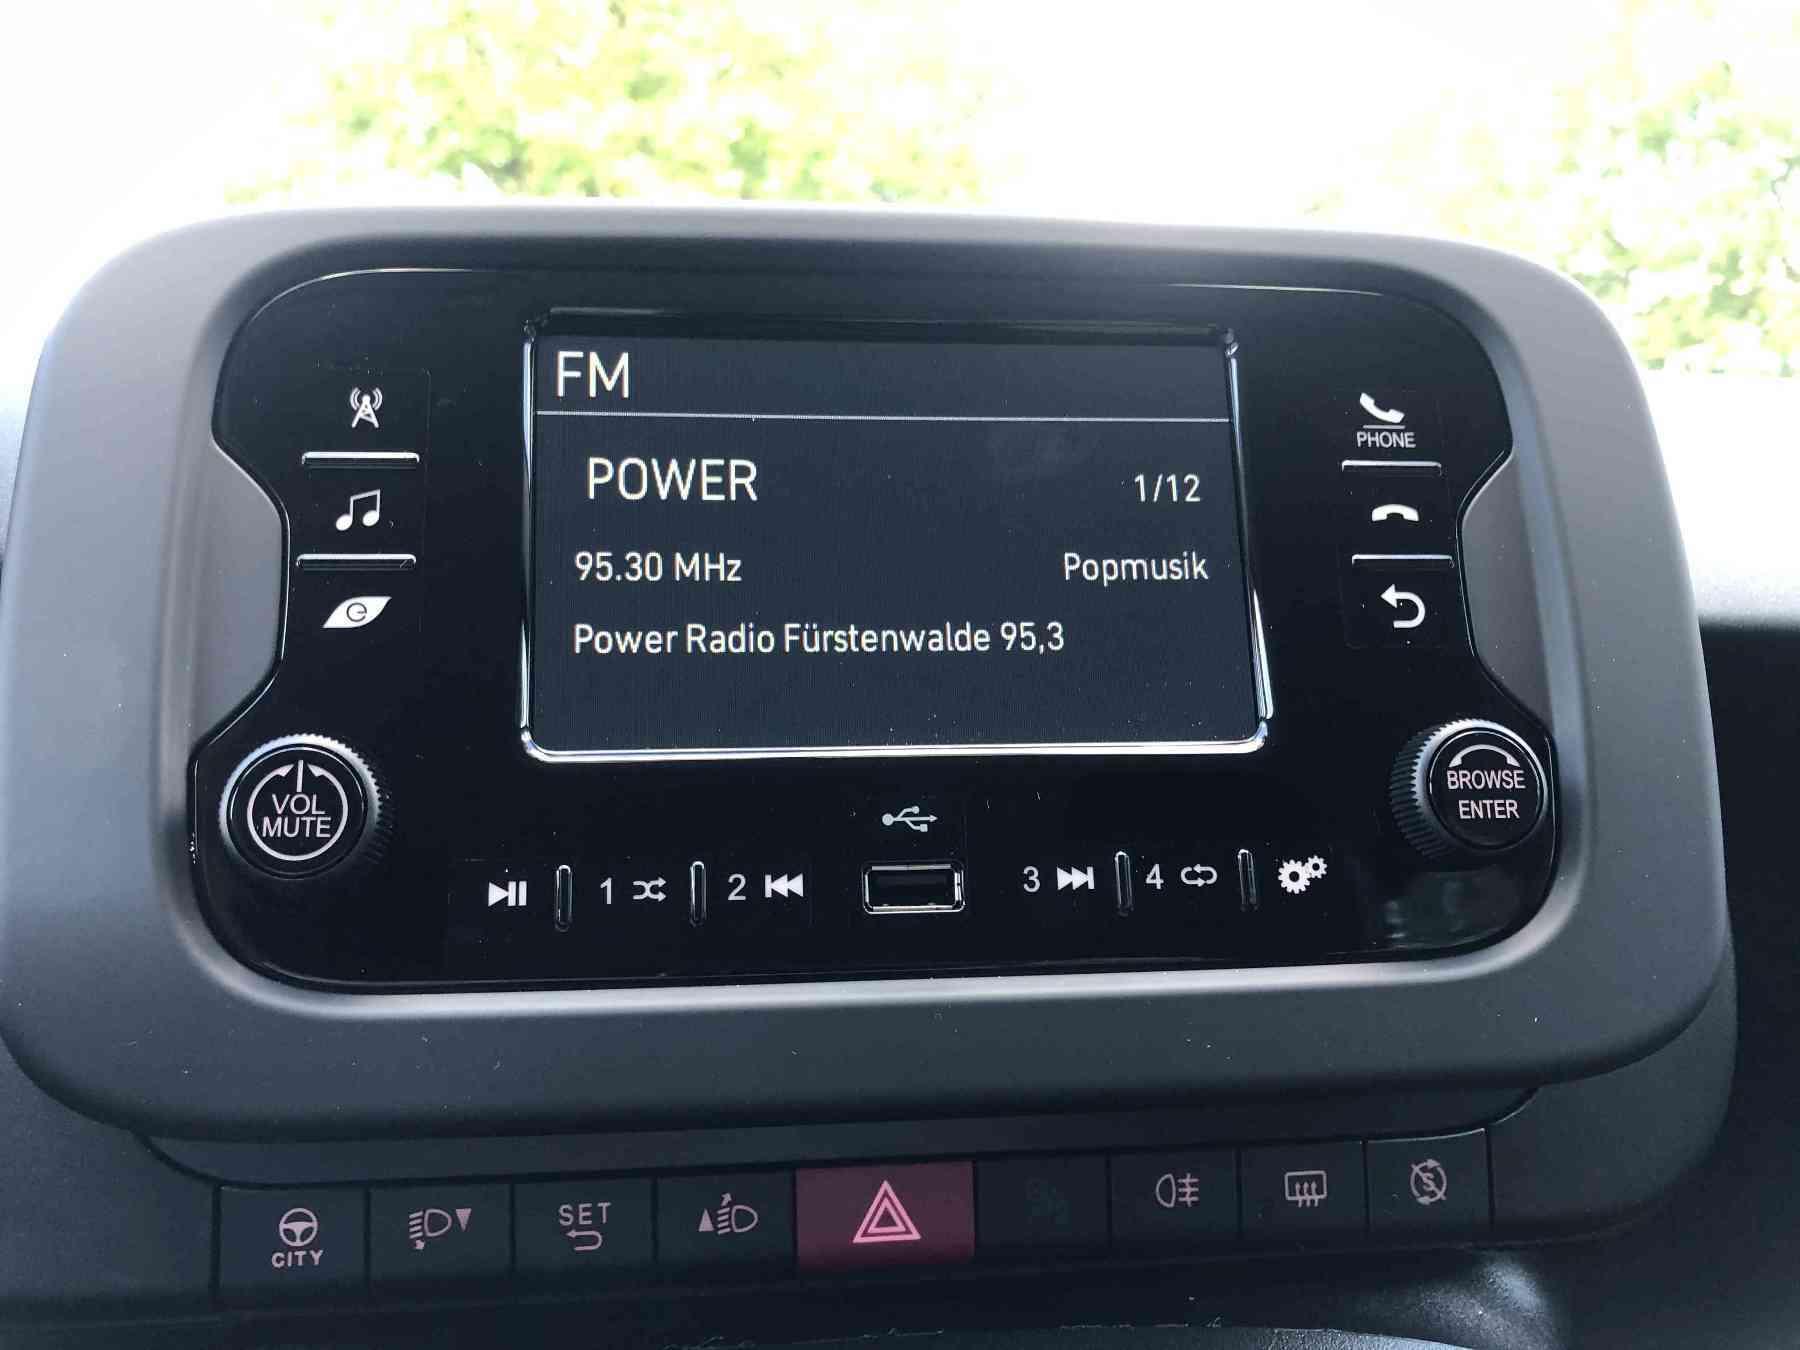 FM
POWER 1/12
95.30 MHz Popmusik
Power Radio Fürstenwalde 95,3
PHONE
VOL
MUTE
BROWSE
ENTER
1 2 3 4
CITY
SET